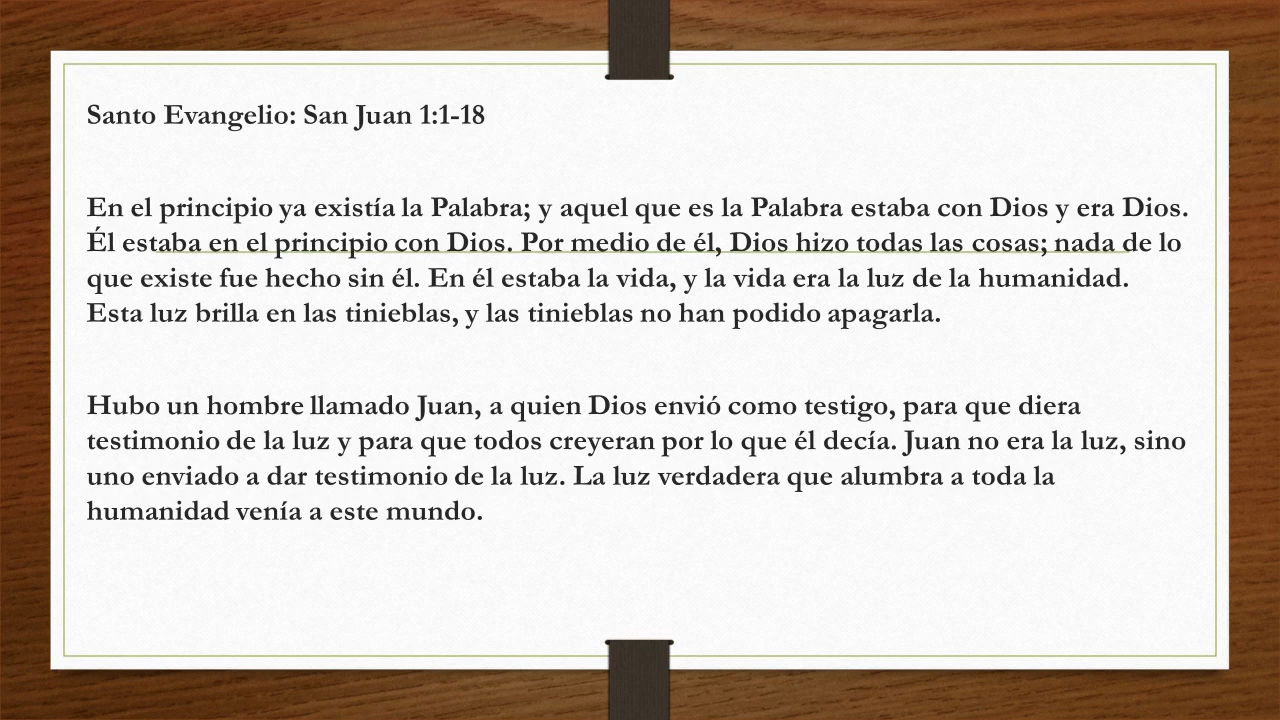 Santo Evangelio: San Juan 1:1-18
En el principio ya existía la Palabra; y aquel que es la Palabra estaba con Dios y era Dios.
Él estaba en el principio con Dios. Por medio de él, Dios hizo todas las cosas; nada de lo
que existe fue hecho sin él. En él estaba la vida, y la vida era la luz de la humanidad.
Esta luz brilla en las tinieblas, y las tinieblas no han podido apagarla.
Hubo un hombre llamado Juan, a quien Dios envió como testigo, para que diera
testimonio de la luz y para que todos creyeran por lo que él decía. Juan no era la luz, sino
uno enviado a dar testimonio de la luz. La luz verdadera que alumbra a toda la
humanidad venía a este mundo.